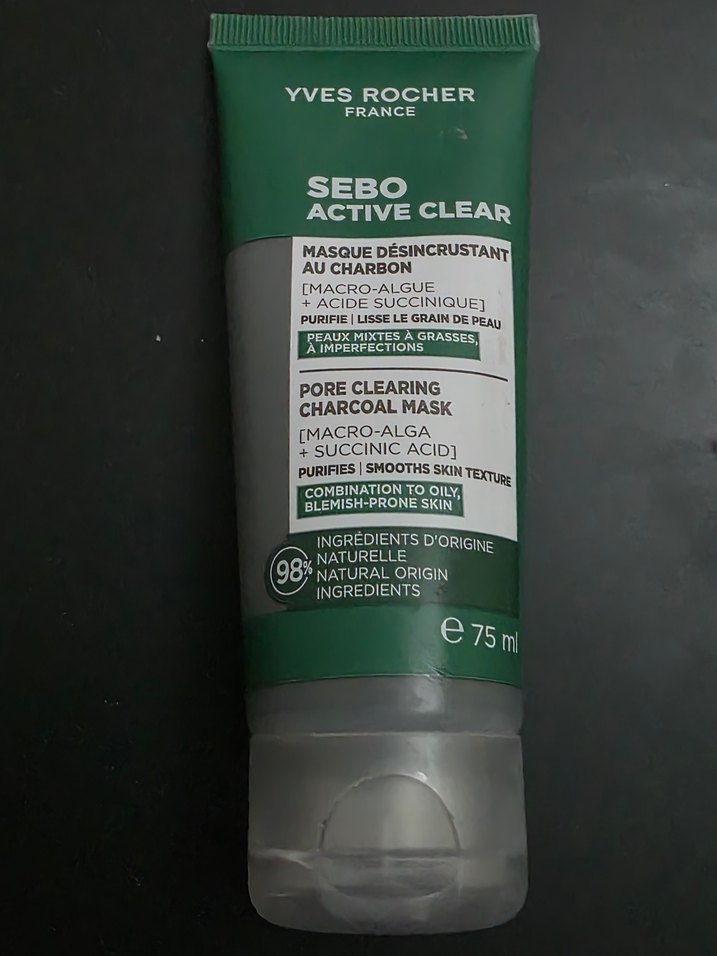 YVES ROCHER
FRANCE
SEBO
ACTIVE CLEAR
MASQUE DÉSINCRUSTANT
AU CHARBON
[MACRO-ALGUE
+ ACIDE SUCCINIQUE]
PURIFIE | LISSE LE GRAIN DE PEAU
PEAUX MIXTES À GRASSES,
À IMPERFECTIONS
PORE CLEARING
CHARCOAL MASK
[MACRO-ALGA
+ SUCCINIC ACID]
PURIFIES | SMOOTHS SKIN TEXTURE
COMBINATION TO OILY,
BLEMISH-PRONE SKIN
98%
INGRÉDIENTS D'ORIGINE
NATURELLE
NATURAL ORIGIN
INGREDIENTS
℮ 75 ml